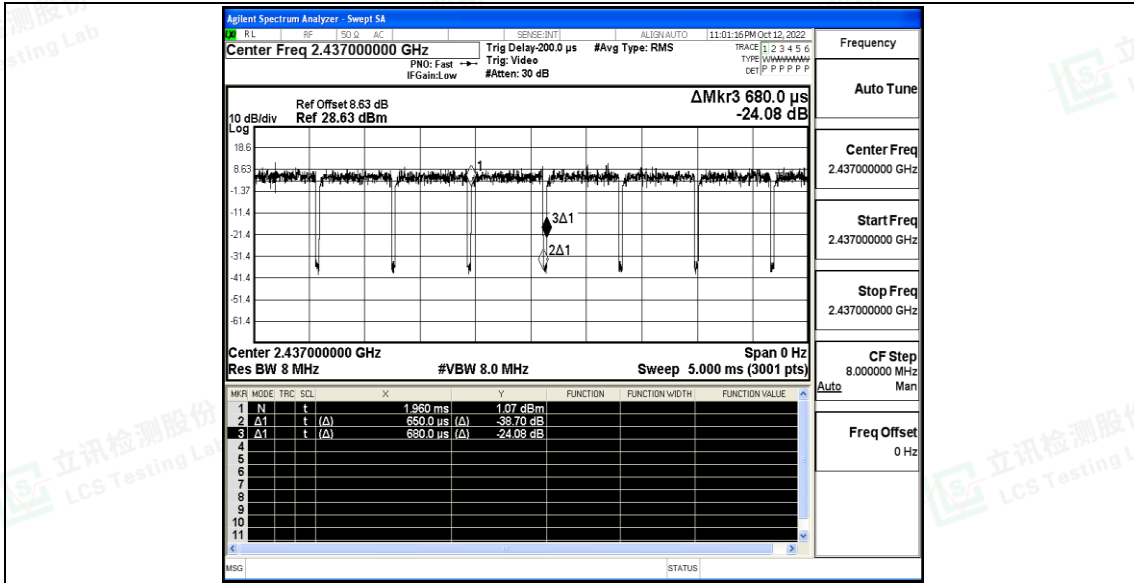 Agilent Spectrum Analyzer - Swept SA
LXI RL RF 50 Ω AC SENSE:INT ALIGN AUTO 11:01:16 PM Oct 12, 2022
Center Freq 2.437000000 GHz
PNO: Fast
IFGain:Low
Trig Delay-200.0 µs
Trig: Video
#Atten: 30 dB
#Avg Type: RMS
TRACE 1 2 3 4 5 6
TYPE WWWWWW
DET P P P P P P
Frequency
Auto Tune
Center Freq
2.437000000 GHz
Start Freq
2.437000000 GHz
Stop Freq
2.437000000 GHz
CF Step
8.000000 MHz
Auto Man
Freq Offset
0 Hz
ΔMkr3 680.0 µs
-24.08 dB
Ref Offset 8.63 dB
10 dB/div Ref 28.63 dBm
Log
18.6
8.63
-1.37
-11.4
-21.4
-31.4
-41.4
-51.4
-61.4
1
3Δ1
2Δ1
Center 2.437000000 GHz Span 0 Hz
Res BW 8 MHz #VBW 8.0 MHz Sweep 5.000 ms (3001 pts)
MKR MODE TRC SCL X Y FUNCTION FUNCTION WIDTH FUNCTION VALUE
1 N t 1.960 ms 1.07 dBm
2 Δ1 t (Δ) 650.0 µs (Δ) -38.70 dB
3 Δ1 t (Δ) 680.0 µs (Δ) -24.08 dB
4
5
6
7
8
9
10
11
MSG STATUS
立讯检测股份
LCS Testing Lab
立讯检测股份